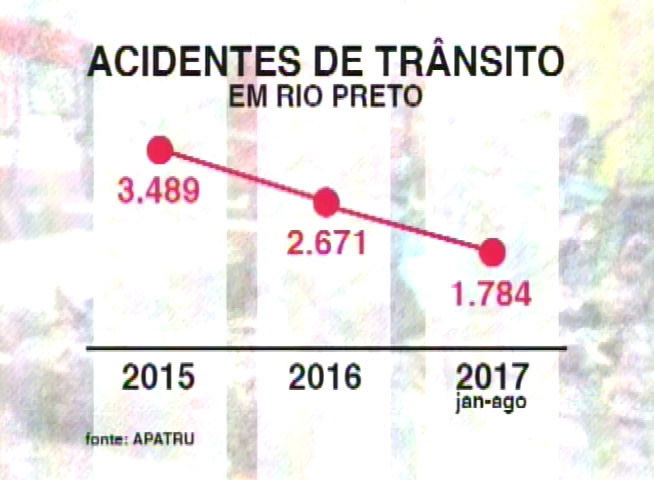 ACIDENTES DE TRÂNSITO
EM RIO PRETO
3.489
2.671
1.784
2015 2016 2017
jan-ago
fonte: APATRU